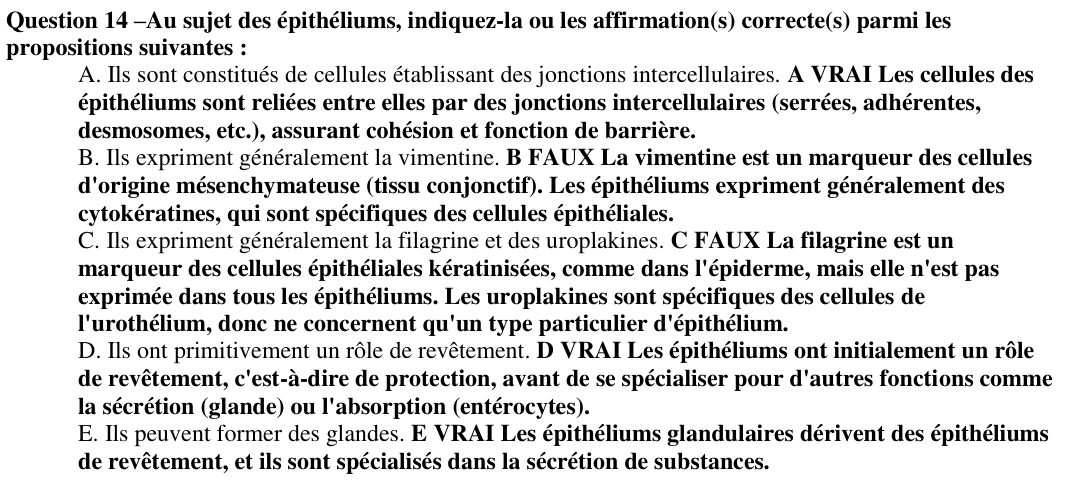 Question 14 –Au sujet des épithéliums, indiquez-la ou les affirmation(s) correcte(s) parmi les
propositions suivantes :
A. Ils sont constitués de cellules établissant des jonctions intercellulaires. A VRAI Les cellules des
épithéliums sont reliées entre elles par des jonctions intercellulaires (serrées, adhérentes,
desmosomes, etc.), assurant cohésion et fonction de barrière.
B. Ils expriment généralement la vimentine. B FAUX La vimentine est un marqueur des cellules
d'origine mésenchymateuse (tissu conjonctif). Les épithéliums expriment généralement des
cytokératines, qui sont spécifiques des cellules épithéliales.
C. Ils expriment généralement la filagrine et des uroplakines. C FAUX La filagrine est un
marqueur des cellules épithéliales kératinisées, comme dans l'épiderme, mais elle n'est pas
exprimée dans tous les épithéliums. Les uroplakines sont spécifiques des cellules de
l'urothélium, donc ne concernent qu'un type particulier d'épithélium.
D. Ils ont primitivement un rôle de revêtement. D VRAI Les épithéliums ont initialement un rôle
de revêtement, c'est-à-dire de protection, avant de se spécialiser pour d'autres fonctions comme
la sécrétion (glande) ou l'absorption (entérocytes).
E. Ils peuvent former des glandes. E VRAI Les épithéliums glandulaires dérivent des épithéliums
de revêtement, et ils sont spécialisés dans la sécrétion de substances.